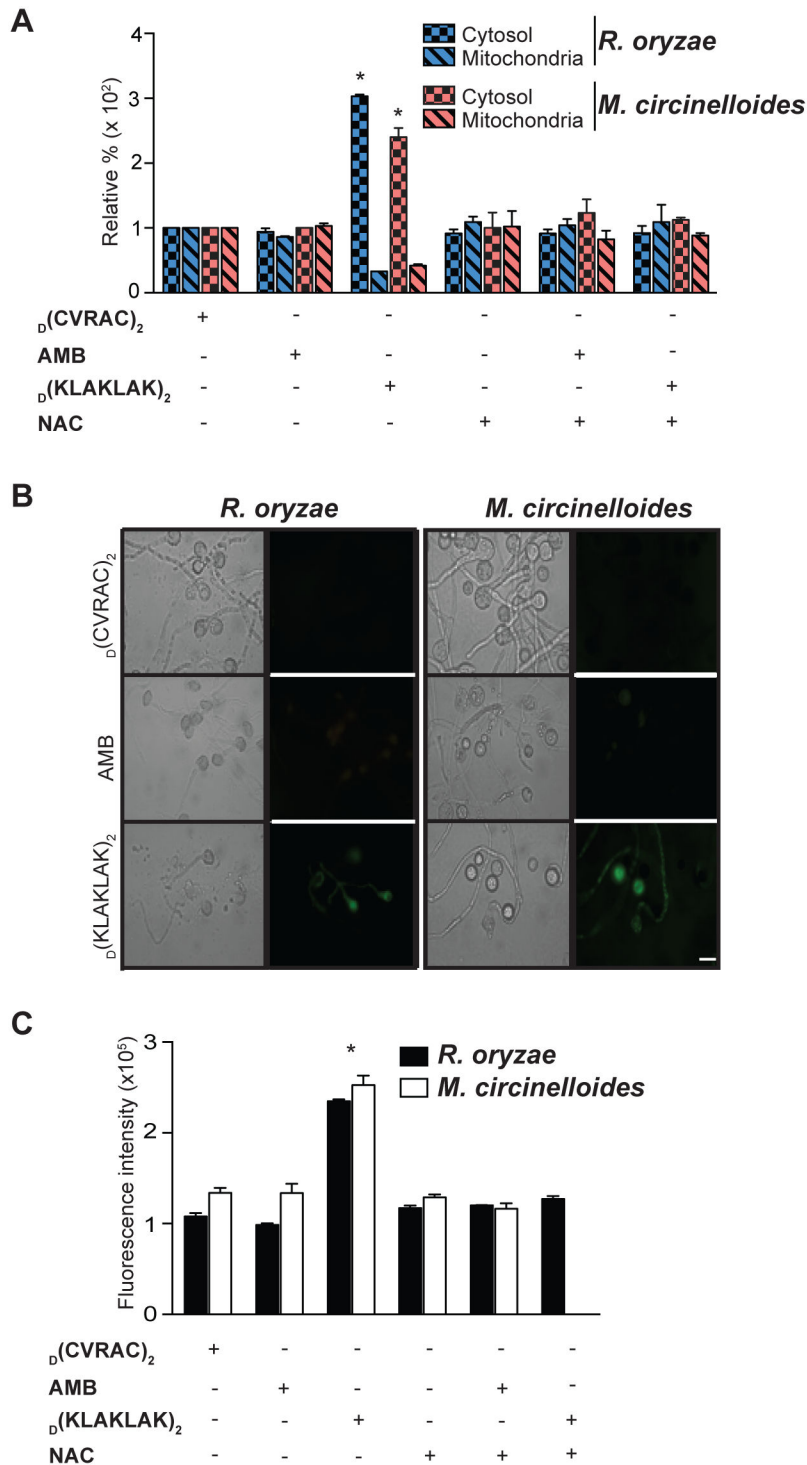 A
Cytosol
Mitochondria
R. oryzae
Cytosol
Mitochondria
M. circinelloides
Relative % (x 10²)
4
3
2
1
0
* *
D(CVRAC)₂ + - - - - -
AMB - + - - + -
D(KLAKLAK)₂ - - + - - +
NAC - - - + + +
B
R. oryzae M. circinelloides
D(CVRAC)₂
AMB
D(KLAKLAK)₂
C
R. oryzae
M. circinelloides
Fluorescence intensity (x10⁵)
3
2
1
0
*
D(CVRAC)₂ + - - - - -
AMB - + - - + -
D(KLAKLAK)₂ - - + - - +
NAC - - - + + +